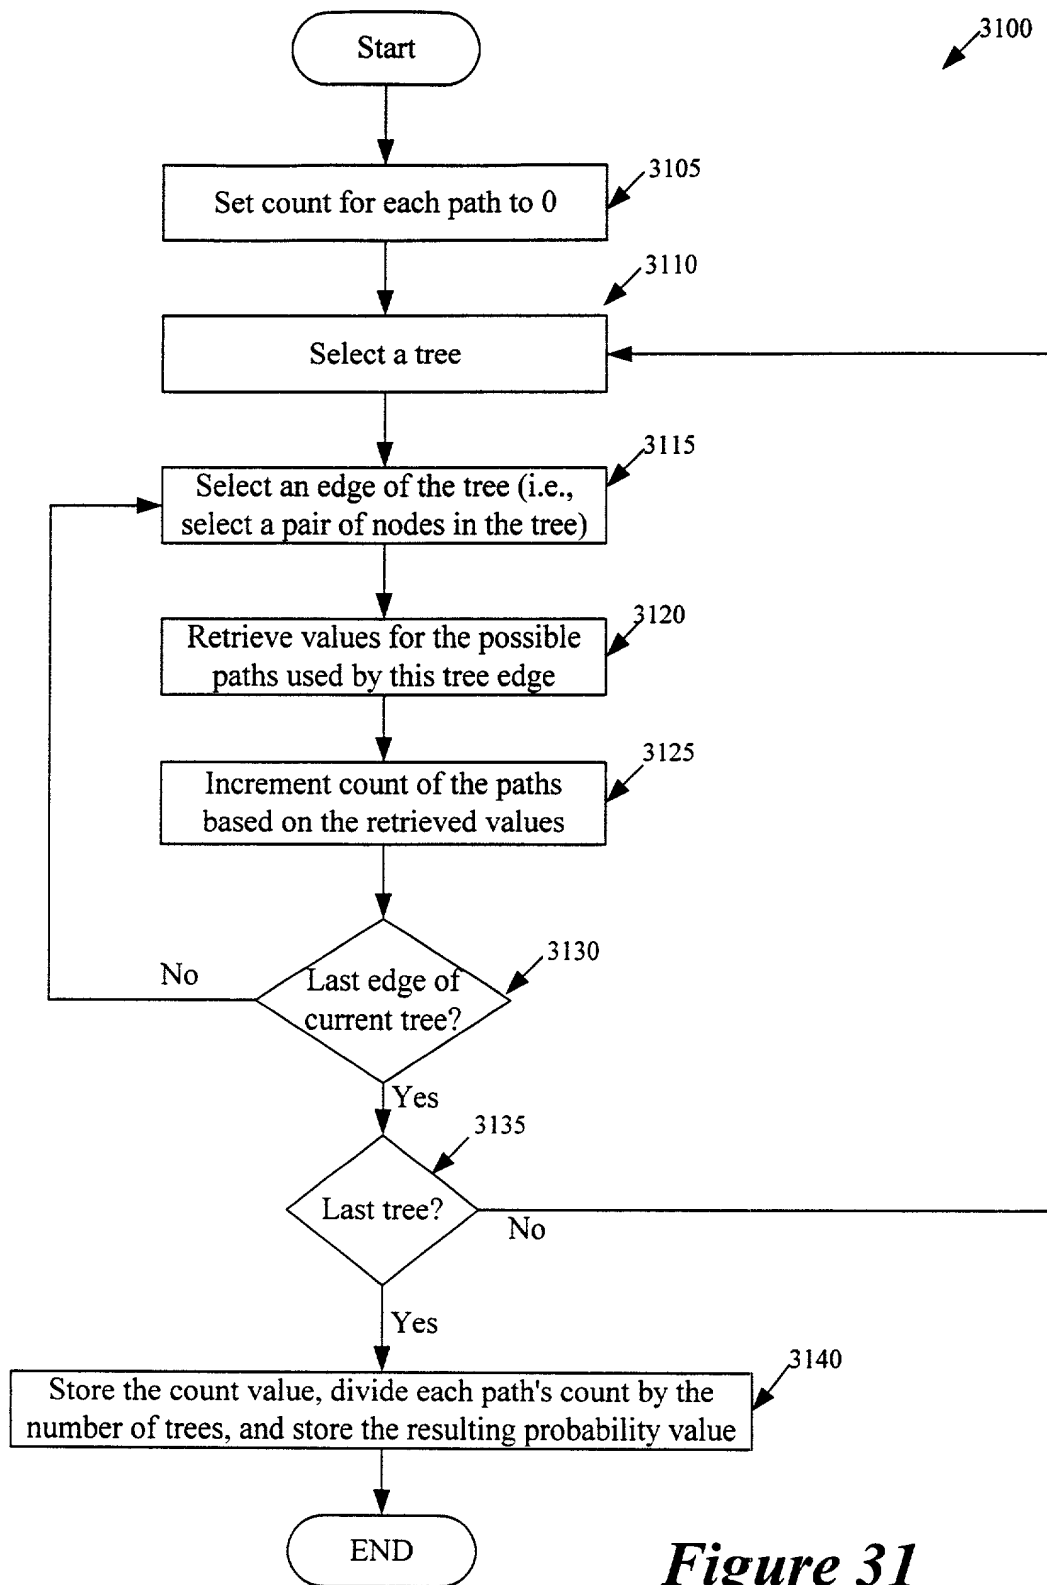 Start
3100
3105
Set count for each path to 0
3110
Select a tree
3115
Select an edge of the tree (i.e.,
select a pair of nodes in the tree)
3120
Retrieve values for the possible
paths used by this tree edge
3125
Increment count of the paths
based on the retrieved values
3130
No
Last edge of
current tree?
Yes
3135
Last tree?
No
Yes
3140
Store the count value, divide each path's count by the
number of trees, and store the resulting probability value
END
Figure 31